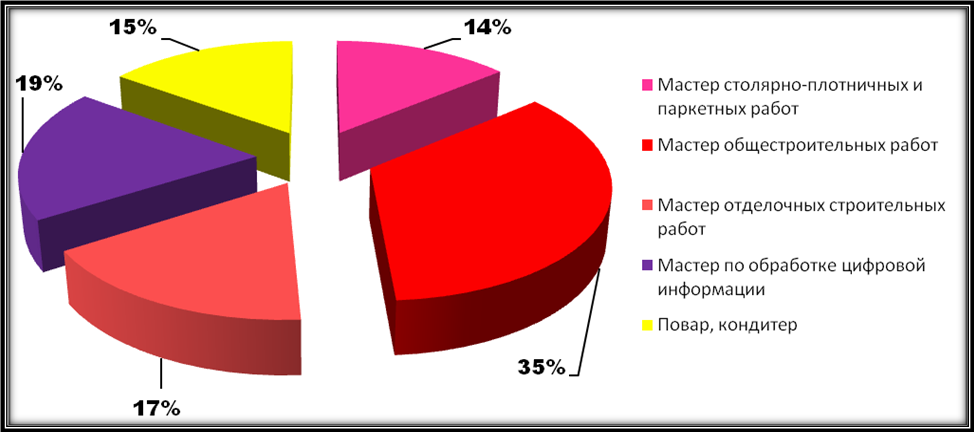 15%
14%
19%
35%
17%
Мастер столярно-плотничных и
паркетных работ
Мастер общестроительных работ
Мастер отделочных строительных
работ
Мастер по обработке цифровой
информации
Повар, кондитер